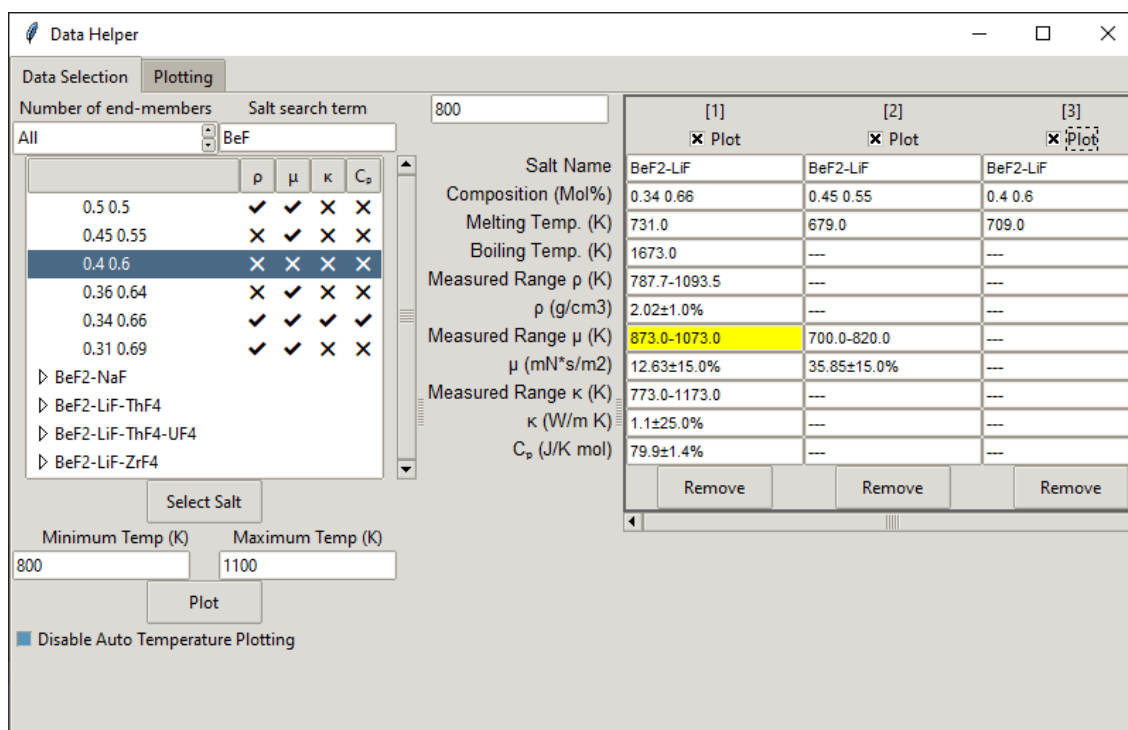 Data Helper
Data Selection Plotting
Number of end-members Salt search term
All BeF
ρ μ κ Cₚ
0.5 0.5 ✔ ✔ ✕ ✕
0.45 0.55 ✕ ✔ ✕ ✕
0.4 0.6 ✕ ✕ ✕ ✕
0.36 0.64 ✕ ✔ ✕ ✕
0.34 0.66 ✔ ✔ ✔ ✔
0.31 0.69 ✔ ✔ ✕ ✕
BeF2-NaF
BeF2-LiF-ThF4
BeF2-LiF-ThF4-UF4
BeF2-LiF-ZrF4
Select Salt
Minimum Temp (K) Maximum Temp (K)
800 1100
Plot
Disable Auto Temperature Plotting
800
[1] [2] [3]
Plot Plot Plot
Salt Name BeF2-LiF BeF2-LiF BeF2-LiF
Composition (Mol%) 0.34 0.66 0.45 0.55 0.4 0.6
Melting Temp. (K) 731.0 679.0 709.0
Boiling Temp. (K) 1673.0 --- ---
Measured Range ρ (K) 787.7-1093.5 --- ---
ρ (g/cm3) 2.02±1.0% --- ---
Measured Range μ (K) 873.0-1073.0 700.0-820.0 ---
μ (mN*s/m2) 12.63±15.0% 35.85±15.0% ---
Measured Range κ (K) 773.0-1173.0 --- ---
κ (W/m K) 1.1±25.0% --- ---
Cₚ (J/K mol) 79.9±1.4% --- ---
Remove Remove Remove